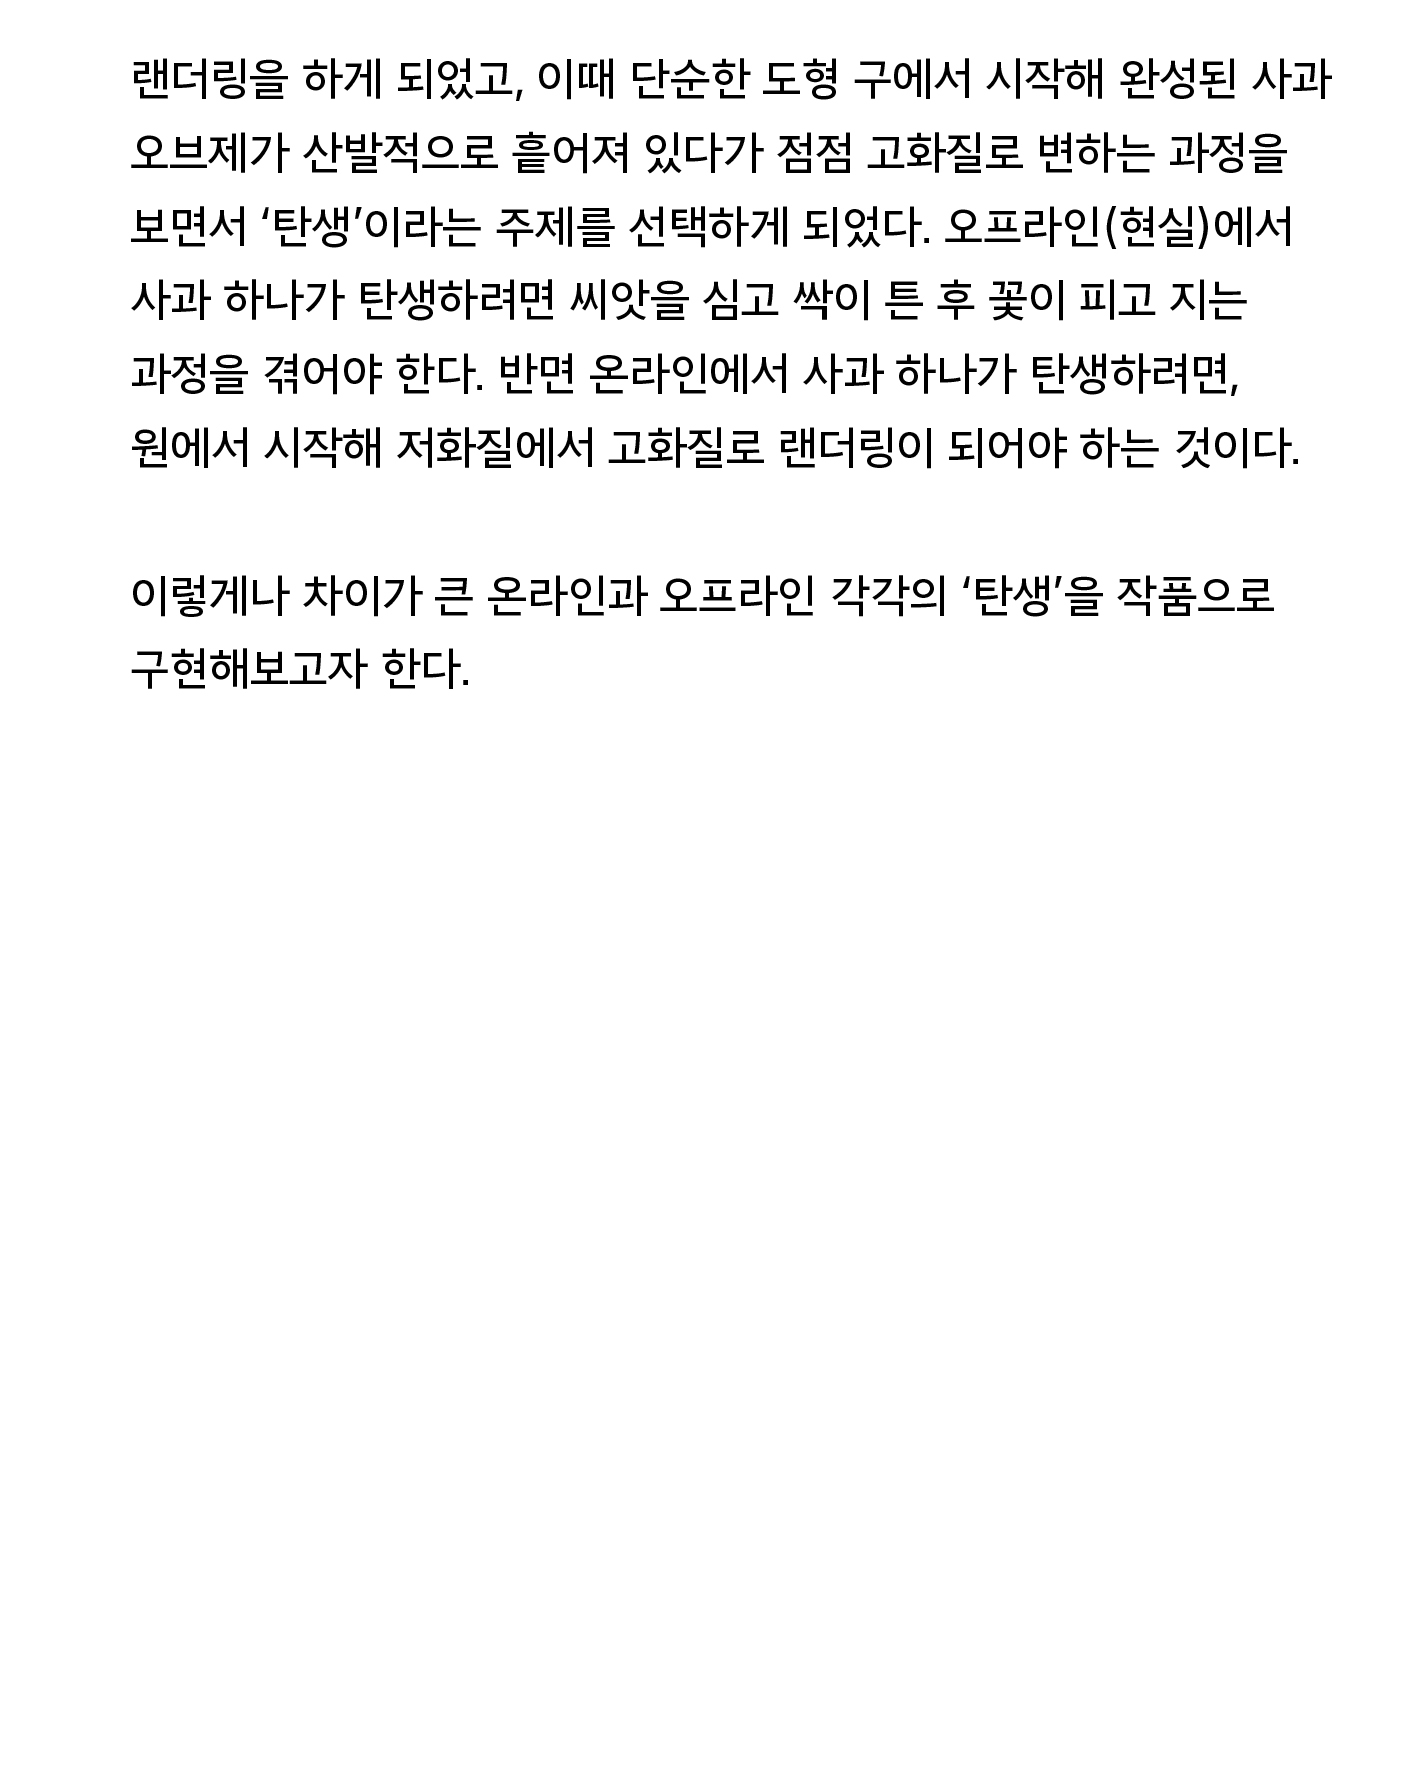 랜더링을 하게 되었고, 이때 단순한 도형 구에서 시작해 완성된 사과
오브제가 산발적으로 흩어져 있다가 점점 고화질로 변하는 과정을
보면서 ‘탄생’이라는 주제를 선택하게 되었다. 오프라인(현실)에서
사과 하나가 탄생하려면 씨앗을 심고 싹이 튼 후 꽃이 피고 지는
과정을 겪어야 한다. 반면 온라인에서 사과 하나가 탄생하려면,
원에서 시작해 저화질에서 고화질로 랜더링이 되어야 하는 것이다.
이렇게나 차이가 큰 온라인과 오프라인 각각의 ‘탄생’을 작품으로
구현해보고자 한다.